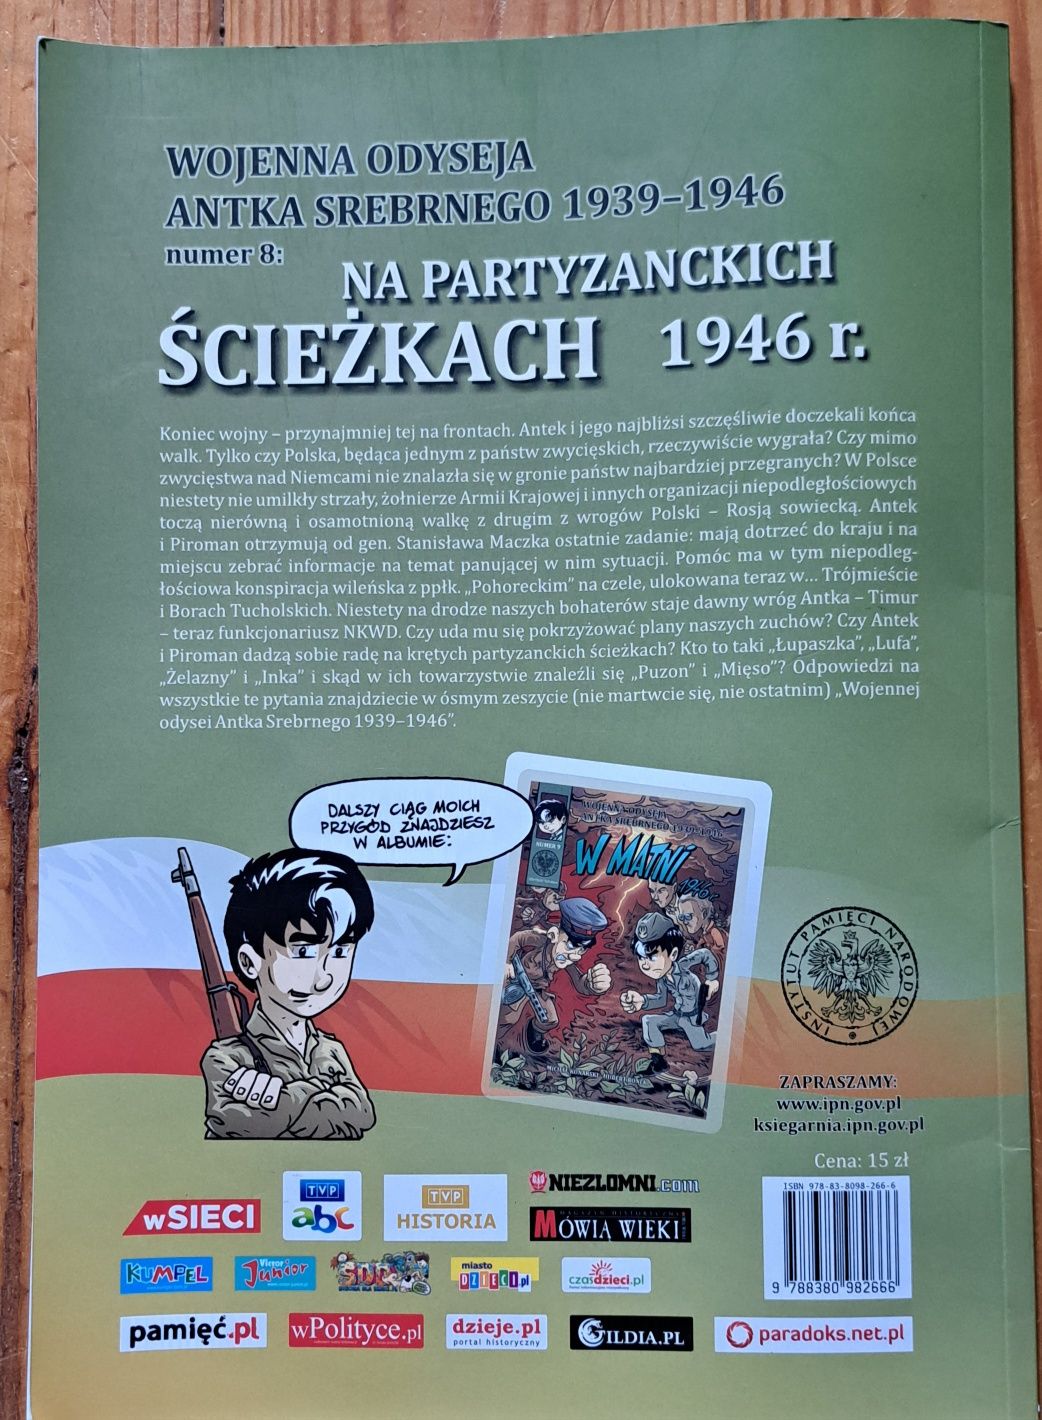 WOJENNA ODYSEJA
ANTKA SREBRNEGO 1939–1946
numer 8:
NA PARTYZANCKICH
ŚCIEŻKACH 1946 r.
Koniec wojny – przynajmniej tej na frontach. Antek i jego najbliżsi szczęśliwie doczekali końca
walk. Tylko czy Polska, będąca jednym z państw zwycięskich, rzeczywiście wygrała? Czy mimo
zwycięstwa nad Niemcami nie znalazła się w gronie państw najbardziej przegranych? W Polsce
niestety nie umilkły strzały, żołnierze Armii Krajowej i innych organizacji niepodległościowych
toczą nierówną i osamotnioną walkę z drugim z wrogów Polski – Rosją sowiecką. Antek
i Piroman otrzymują od gen. Stanisława Maczka ostatnie zadanie: mają dotrzeć do kraju i na
miejscu zebrać informacje na temat panującej w nim sytuacji. Pomóc ma w tym niepodleg-
łościowa konspiracja wileńska z ppłk. „Pohoreckim” na czele, ulokowana teraz w... Trójmieście
i Borach Tucholskich. Niestety na drodze naszych bohaterów staje dawny wróg Antka – Timur
– teraz funkcjonariusz NKWD. Czy uda mu się pokrzyżować plany naszych zuchów? Czy Antek
i Piroman dadzą sobie radę na krętych partyzanckich ścieżkach? Kto to taki „Łupaszka”, „Lufa”,
„Żelazny” i „Inka” i skąd w ich towarzystwie znaleźli się „Puzon” i „Mięso”? Odpowiedzi na
wszystkie te pytania znajdziecie w ósmym zeszycie (nie martwcie się, nie ostatnim) „Wojennej
odysei Antka Srebrnego 1939–1946”.
DALSZY CIĄG MOICH
PRZYGÓD ZNAJDZIESZ
W ALBUMIE:
WOJENNA ODYSEJA
ANTKA SREBRNEGO 1939-1946
NUMER 9
W MATNI
1946 r.
INSTYTUT PAMIĘCI NARODOWEJ
ZAPRASZAMY:
www.ipn.gov.pl
ksiegarnia.ipn.gov.pl
Cena: 15 zł
ISBN 978-83-8098-266-6
9 788380 982666
wSIECI
TVP
abc
TVP
HISTORIA
NIEZLOMNI.com
MAGAZYN HISTORYCZNY
MÓWIĄ WIEKI
KUMPEL
Victor
Junior
miasto
DZIECI.pl
czasdzieci.pl
pamięć.pl
wPolityce.pl
dzieje.pl
portal historyczny
GILDIA.PL
paradoks.net.pl